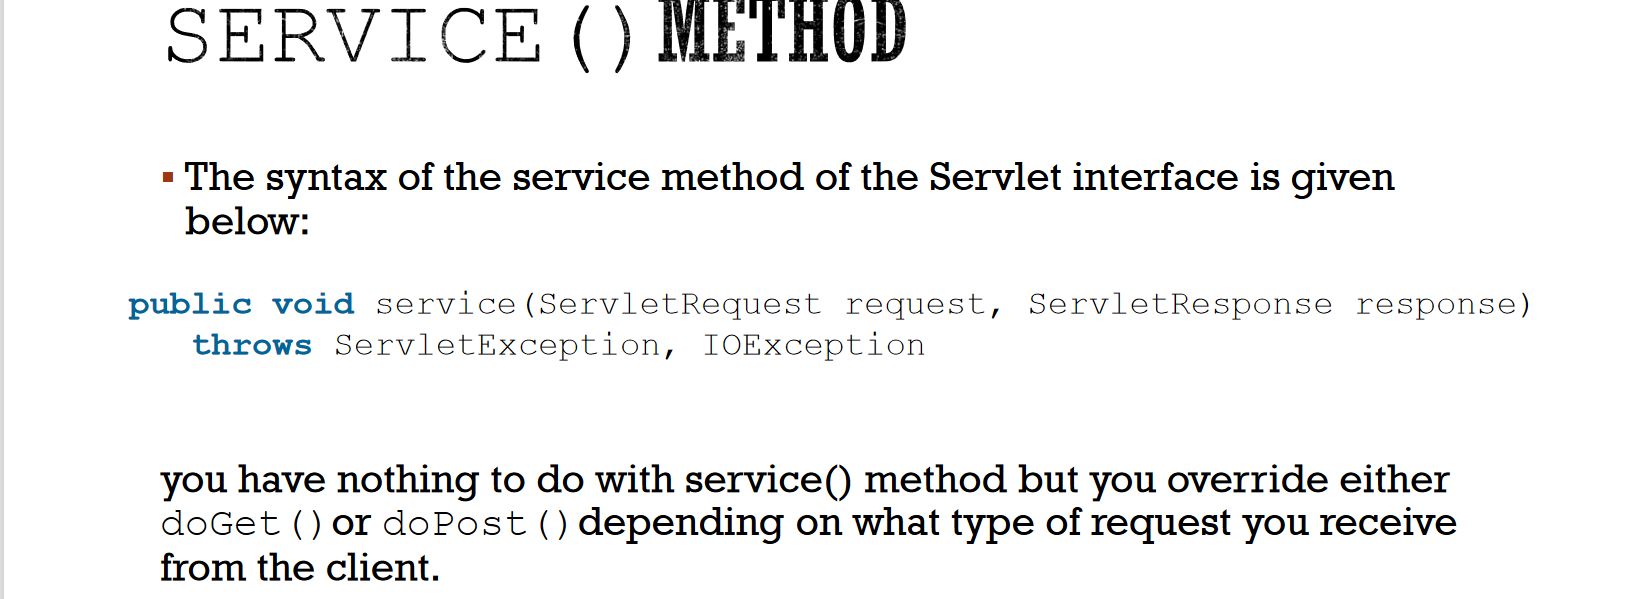 SERVICE() METHOD
▪ The syntax of the service method of the Servlet interface is given
below:
public void service(ServletRequest request, ServletResponse response)
throws ServletException, IOException
you have nothing to do with service() method but you override either
doGet() or doPost() depending on what type of request you receive
from the client.